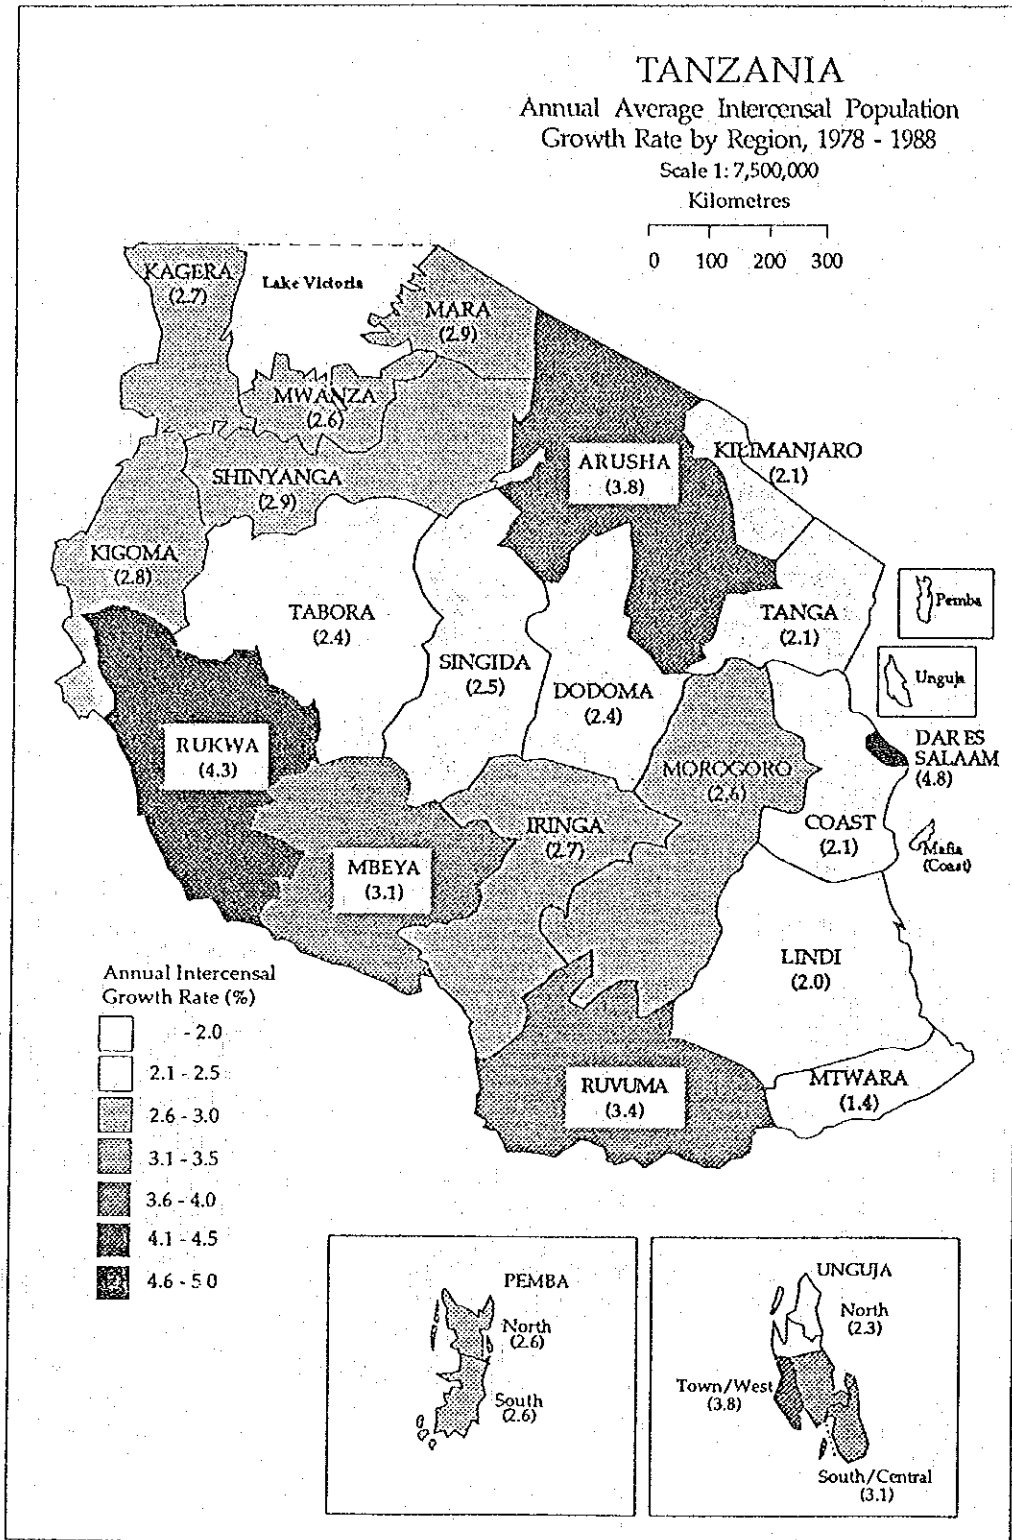 TANZANIA
Annual Average Intercensal Population
Growth Rate by Region, 1978 - 1988
Scale 1: 7,500,000
Kilometres
0 100 200 300
KAGERA
(2.7)
Lake Victoria
MARA
(2.9)
MWANZA
(2.6)
SHINYANGA
(2.9)
ARUSHA
(3.8)
KILIMANJARO
(2.1)
KIGOMA
(2.8)
TABORA
(2.4)
SINGIDA
(2.5)
DODOMA
(2.4)
TANGA
(2.1)
Pemba
Unguja
RUKWA
(4.3)
DAR ES
SALAAM
(4.8)
MOROGORO
(2.6)
IRINGA
(2.7)
COAST
(2.1)
Mafia
(Coast)
MBEYA
(3.1)
LINDI
(2.0)
RUVUMA
(3.4)
MTWARA
(1.4)
Annual Intercensal
Growth Rate (%)
- 2.0
2.1 - 2.5
2.6 - 3.0
3.1 - 3.5
3.6 - 4.0
4.1 - 4.5
4.6 - 5.0
PEMBA
North
(2.6)
South
(2.6)
UNGUJA
North
(2.3)
Town/West
(3.8)
South/Central
(3.1)